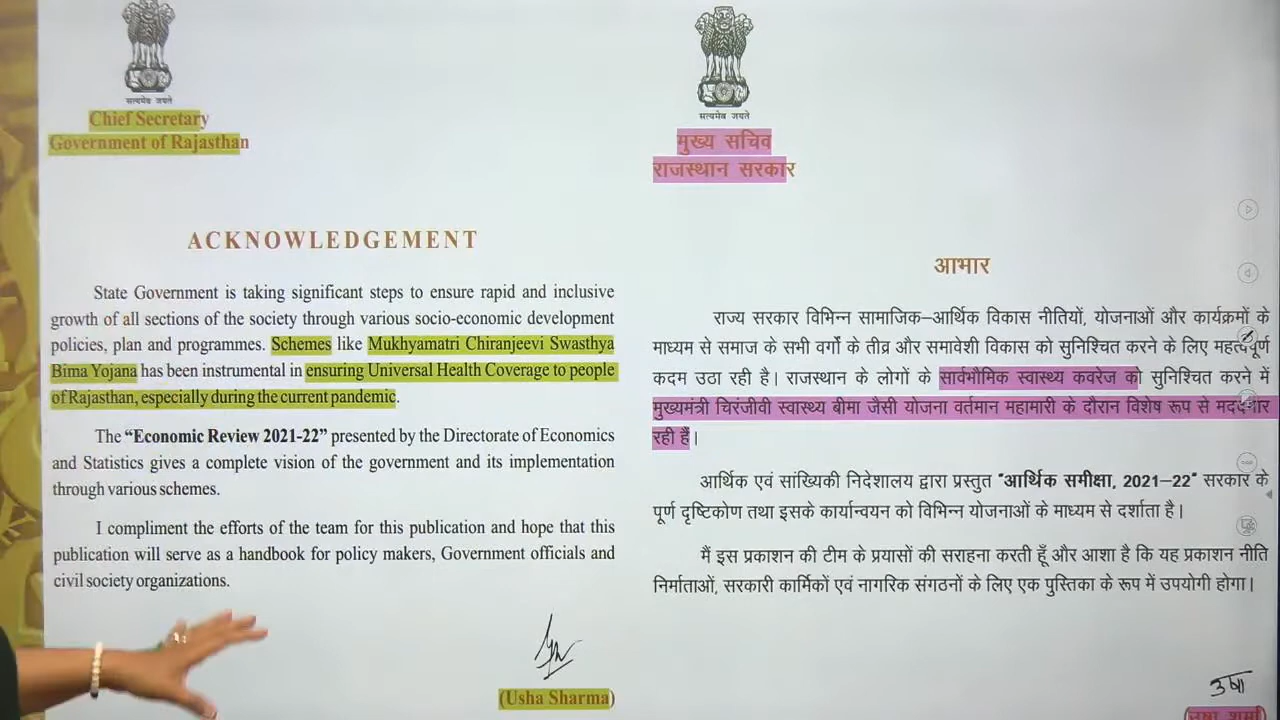 सत्यमेव जयते
Chief Secretary
Government of Rajasthan
ACKNOWLEDGEMENT
State Government is taking significant steps to ensure rapid and inclusive
growth of all sections of the society through various socio-economic development
policies, plan and programmes. Schemes like Mukhyamatri Chiranjeevi Swasthya
Bima Yojana has been instrumental in ensuring Universal Health Coverage to people
of Rajasthan, especially during the current pandemic.
The “Economic Review 2021-22” presented by the Directorate of Economics
and Statistics gives a complete vision of the government and its implementation
through various schemes.
I compliment the efforts of the team for this publication and hope that this
publication will serve as a handbook for policy makers, Government officials and
civil society organizations.
(Usha Sharma)
सत्यमेव जयते
मुख्य सचिव
राजस्थान सरकार
आभार
राज्य सरकार विभिन्न सामाजिक–आर्थिक विकास नीतियों, योजनाओं और कार्यक्रमों के
माध्यम से समाज के सभी वर्गों के तीव्र और समावेशी विकास को सुनिश्चित करने के लिए महत्वपूर्ण
कदम उठा रही है। राजस्थान के लोगों के सार्वभौमिक स्वास्थ्य कवरेज को सुनिश्चित करने में
मुख्यमंत्री चिरंजीवी स्वास्थ्य बीमा जैसी योजना वर्तमान महामारी के दौरान विशेष रूप से मददगार
रही हैं।
आर्थिक एवं सांख्यिकी निदेशालय द्वारा प्रस्तुत "आर्थिक समीक्षा, 2021–22" सरकार के
पूर्ण दृष्टिकोण तथा इसके कार्यान्वयन को विभिन्न योजनाओं के माध्यम से दर्शाता है।
मैं इस प्रकाशन की टीम के प्रयासों की सराहना करती हूँ और आशा है कि यह प्रकाशन नीति
निर्माताओं, सरकारी कार्मिकों एवं नागरिक संगठनों के लिए एक पुस्तिका के रूप में उपयोगी होगा।
उषा
(उषा शर्मा)